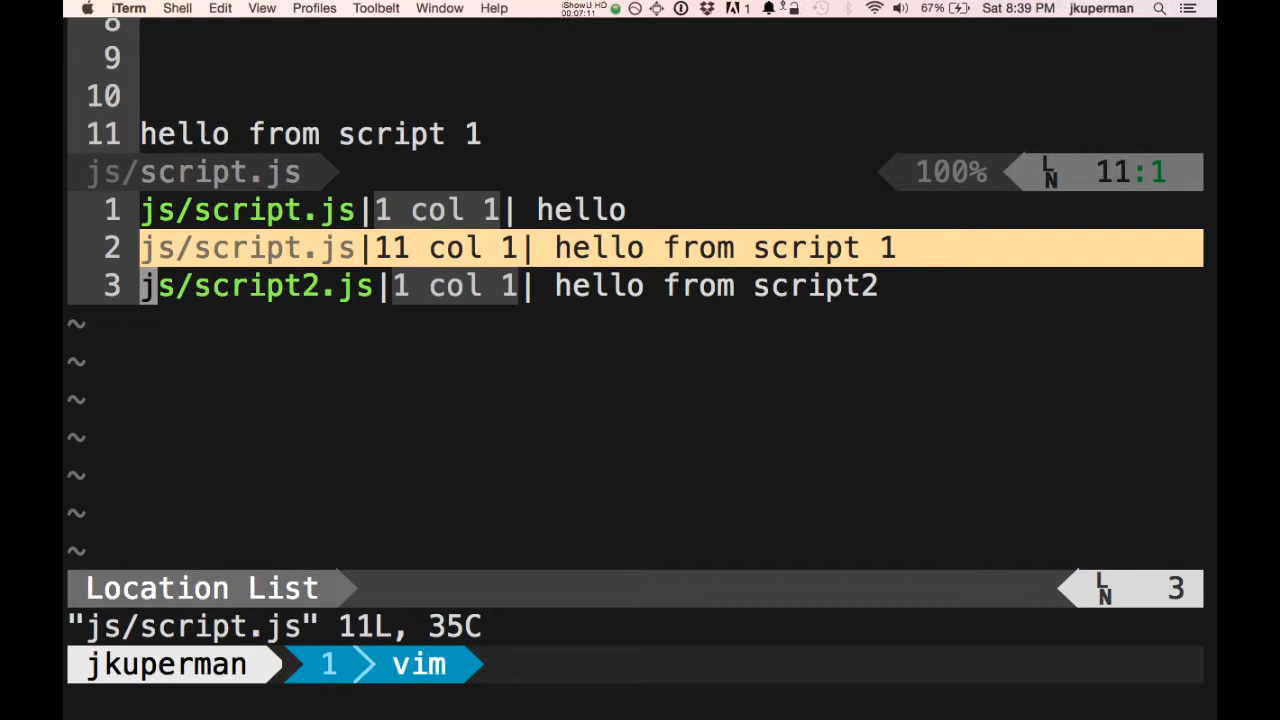 iTerm Shell Edit View Profiles Toolbelt Window Help iShowU HD 00:07:11 1 67% Sat 8:39 PM jkuperman
8
9
10
11 hello from script 1
js/script.js 100% LN 11:1
1 js/script.js|1 col 1| hello
2 js/script.js|11 col 1| hello from script 1
3 js/script2.js|1 col 1| hello from script2
~
~
~
~
~
~
~
Location List LN 3
"js/script.js" 11L, 35C
jkuperman 1 vim